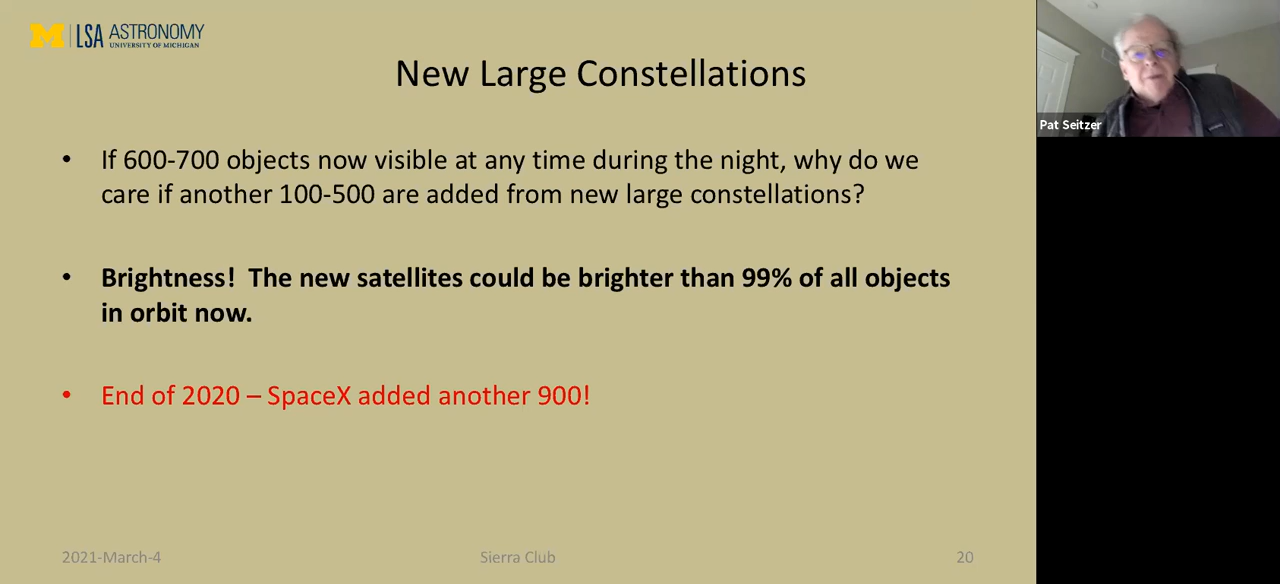 M | LSA ASTRONOMY
UNIVERSITY OF MICHIGAN
New Large Constellations
• If 600-700 objects now visible at any time during the night, why do we
care if another 100-500 are added from new large constellations?
• Brightness! The new satellites could be brighter than 99% of all objects
in orbit now.
• End of 2020 – SpaceX added another 900!
2021-March-4 Sierra Club 20
Pat Seitzer